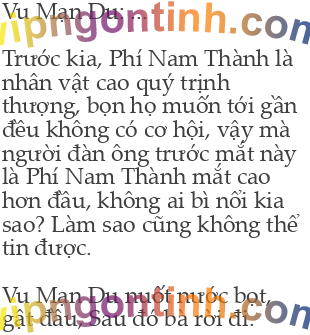 Vu Man Du: ...
vipngontinh.com
Trước kia, Phí Nam Thành là
nhân vật cao quý trịnh
thượng, bọn họ muốn tới gần
đều không có cơ hội, vậy mà
người đàn ông trước mắt này
là Phí Nam Thành mắt cao
hơn đầu, không ai bì nổi kia
sao? Làm sao cũng không thể
tin được.
Vu Man Du nuốt nước bọt,
vipngontinh.com
gật đầu, Sau đó ba rời đi.